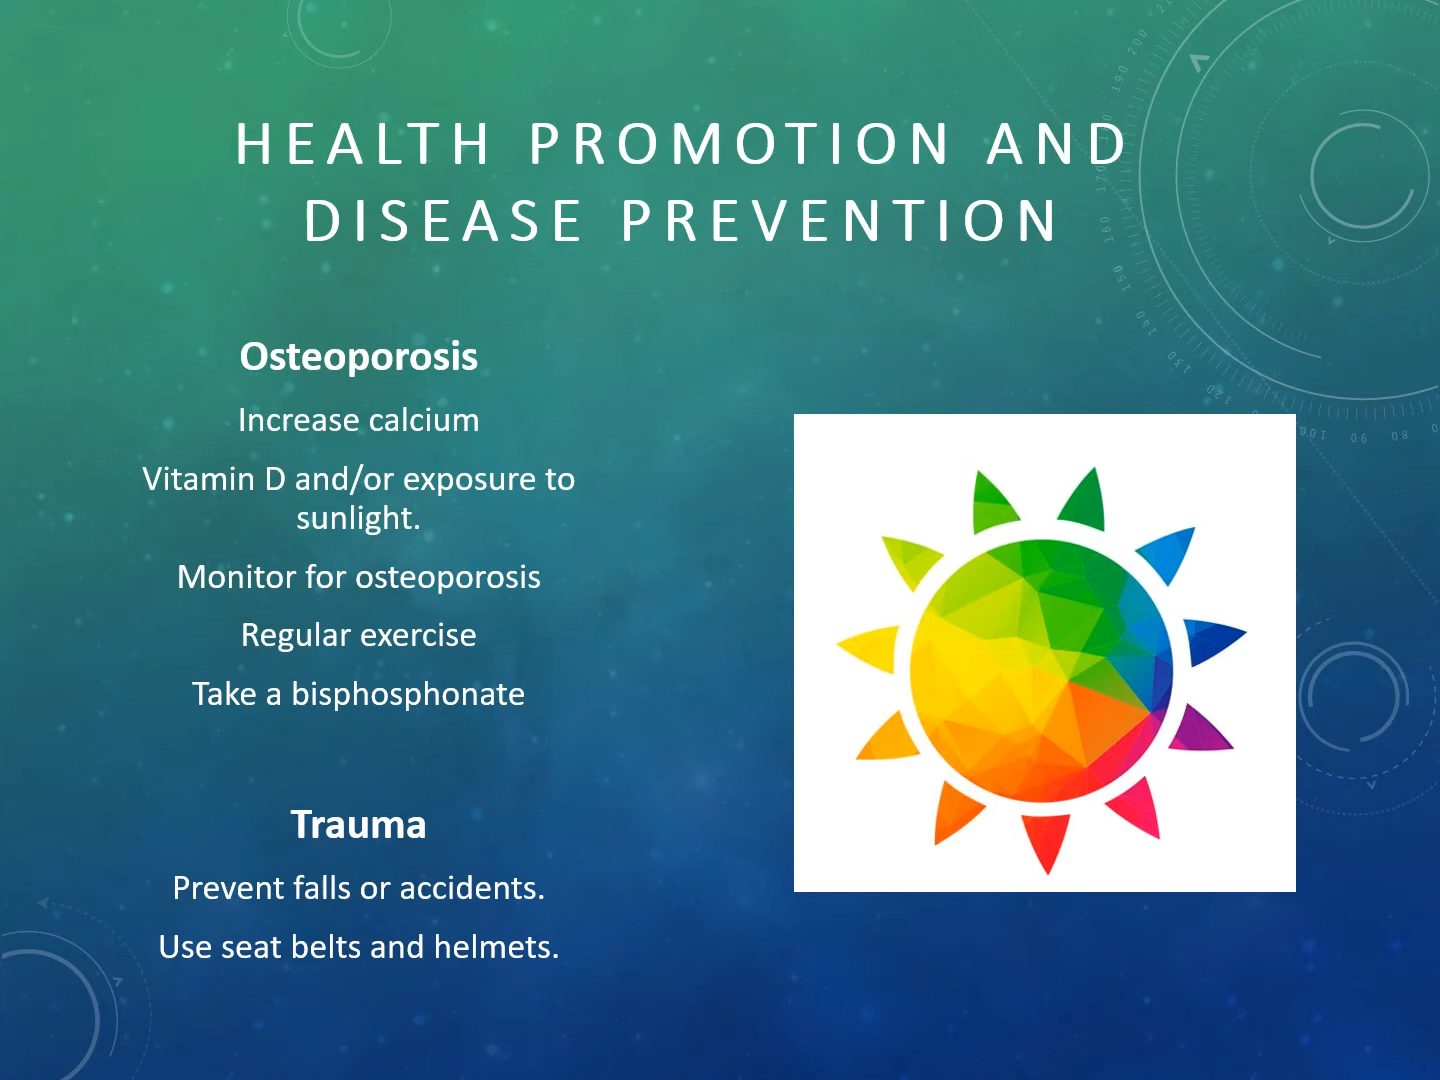 HEALTH PROMOTION AND
DISEASE PREVENTION
Osteoporosis
Increase calcium
Vitamin D and/or exposure to
sunlight.
Monitor for osteoporosis
Regular exercise
Take a bisphosphonate
Trauma
Prevent falls or accidents.
Use seat belts and helmets.